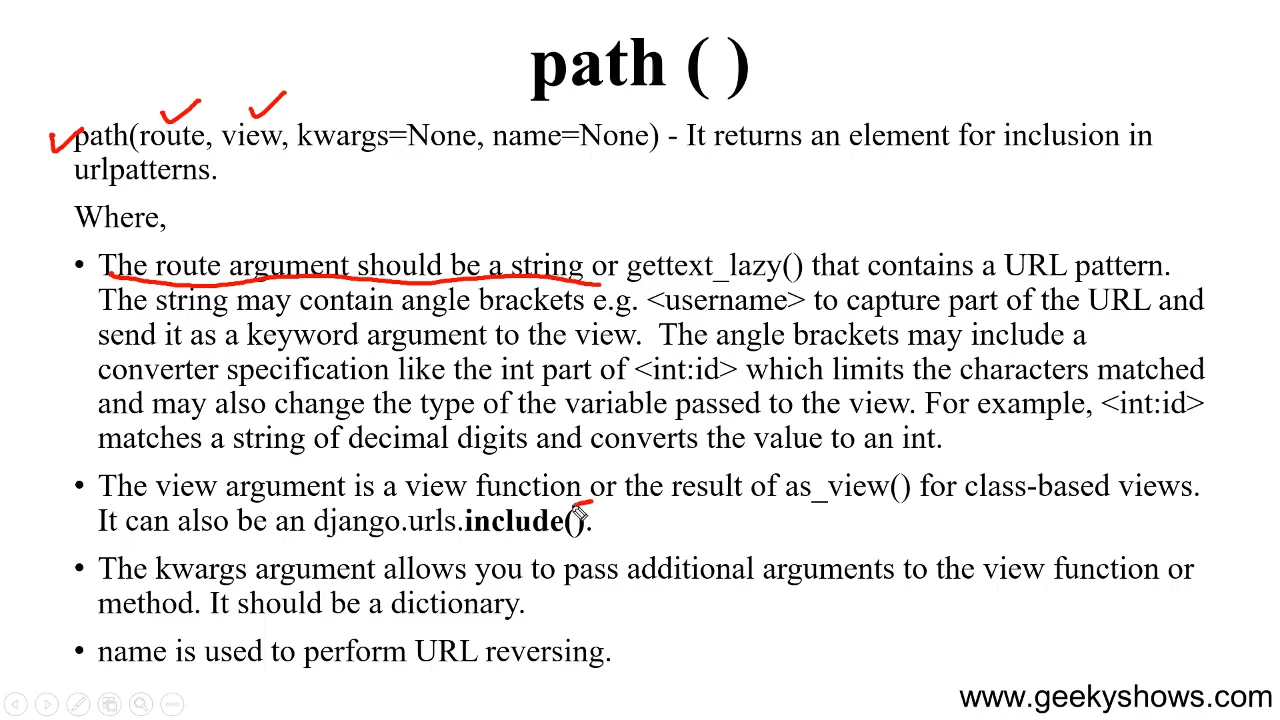 path ( )
path(route, view, kwargs=None, name=None) - It returns an element for inclusion in
urlpatterns.
Where,
• The route argument should be a string or gettext_lazy() that contains a URL pattern.
The string may contain angle brackets e.g. <username> to capture part of the URL and
send it as a keyword argument to the view.  The angle brackets may include a
converter specification like the int part of <int:id> which limits the characters matched
and may also change the type of the variable passed to the view. For example, <int:id>
matches a string of decimal digits and converts the value to an int.
• The view argument is a view function or the result of as_view() for class-based views.
It can also be an django.urls.include().
• The kwargs argument allows you to pass additional arguments to the view function or
method. It should be a dictionary.
• name is used to perform URL reversing.
www.geekyshows.com